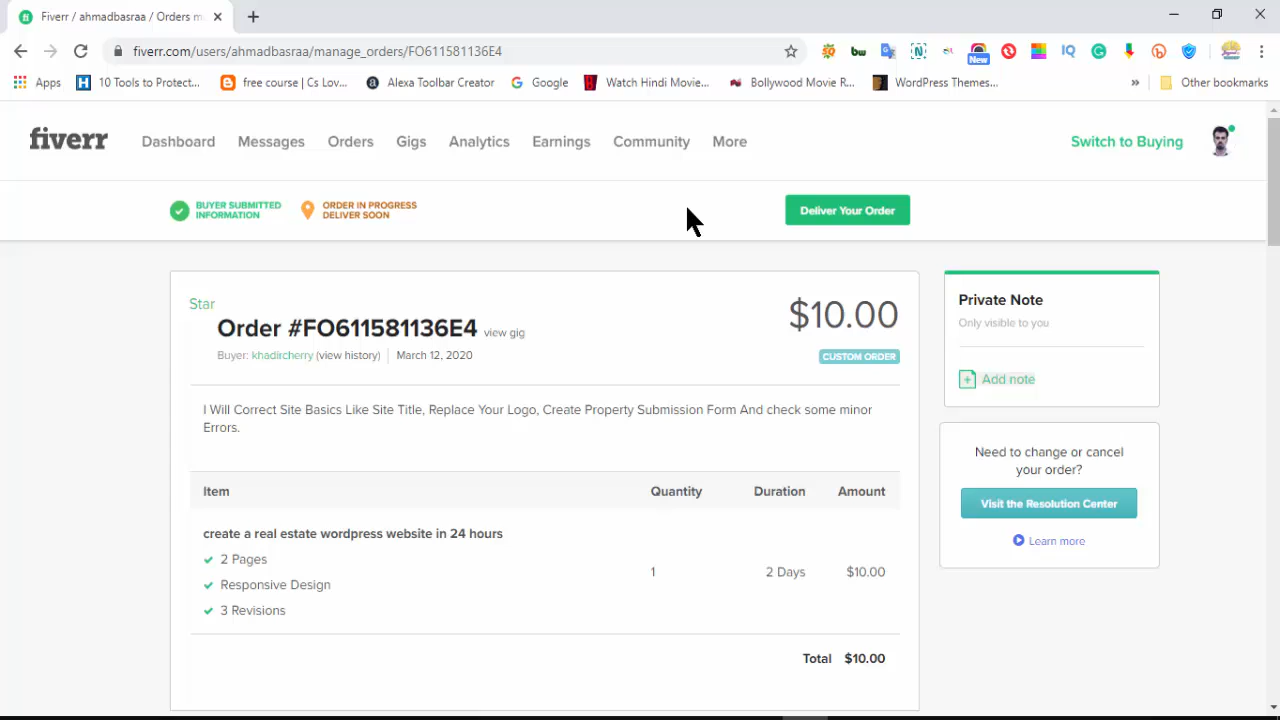 Fiverr / ahmadbasraa / Orders m
fiverr.com/users/ahmadbasraa/manage_orders/FO611581136E4
bw
N
New
IQ
Apps
H
10 Tools to Protect...
free course | Cs Lov...
a
Alexa Toolbar Creator
Google
Watch Hindi Movie...
Bollywood Movie R...
WordPress Themes...
»
Other bookmarks
fiverr
Dashboard
Messages
Orders
Gigs
Analytics
Earnings
Community
More
Switch to Buying
BUYER SUBMITTED
INFORMATION
ORDER IN PROGRESS
DELIVER SOON
Deliver Your Order
Star
Order #FO611581136E4 view gig
Buyer: khadircherry (view history) | March 12, 2020
$10.00
CUSTOM ORDER
I Will Correct Site Basics Like Site Title, Replace Your Logo, Create Property Submission Form And check some minor
Errors.
Item Quantity Duration Amount
create a real estate wordpress website in 24 hours
2 Pages
Responsive Design
3 Revisions
1 2 Days $10.00
Total $10.00
Private Note
Only visible to you
Add note
Need to change or cancel
your order?
Visit the Resolution Center
Learn more